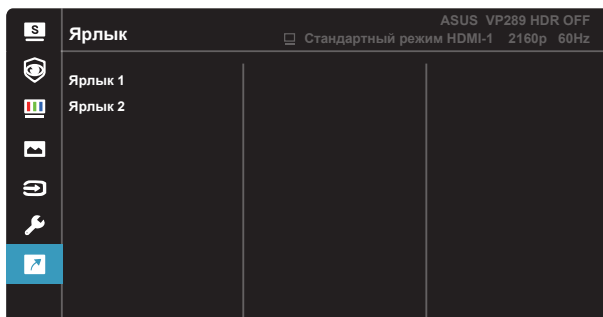 S
Ярлык
ASUS VP289 HDR OFF
Стандартный режим HDMI-1 2160p 60Hz
Ярлык 1
Ярлык 2